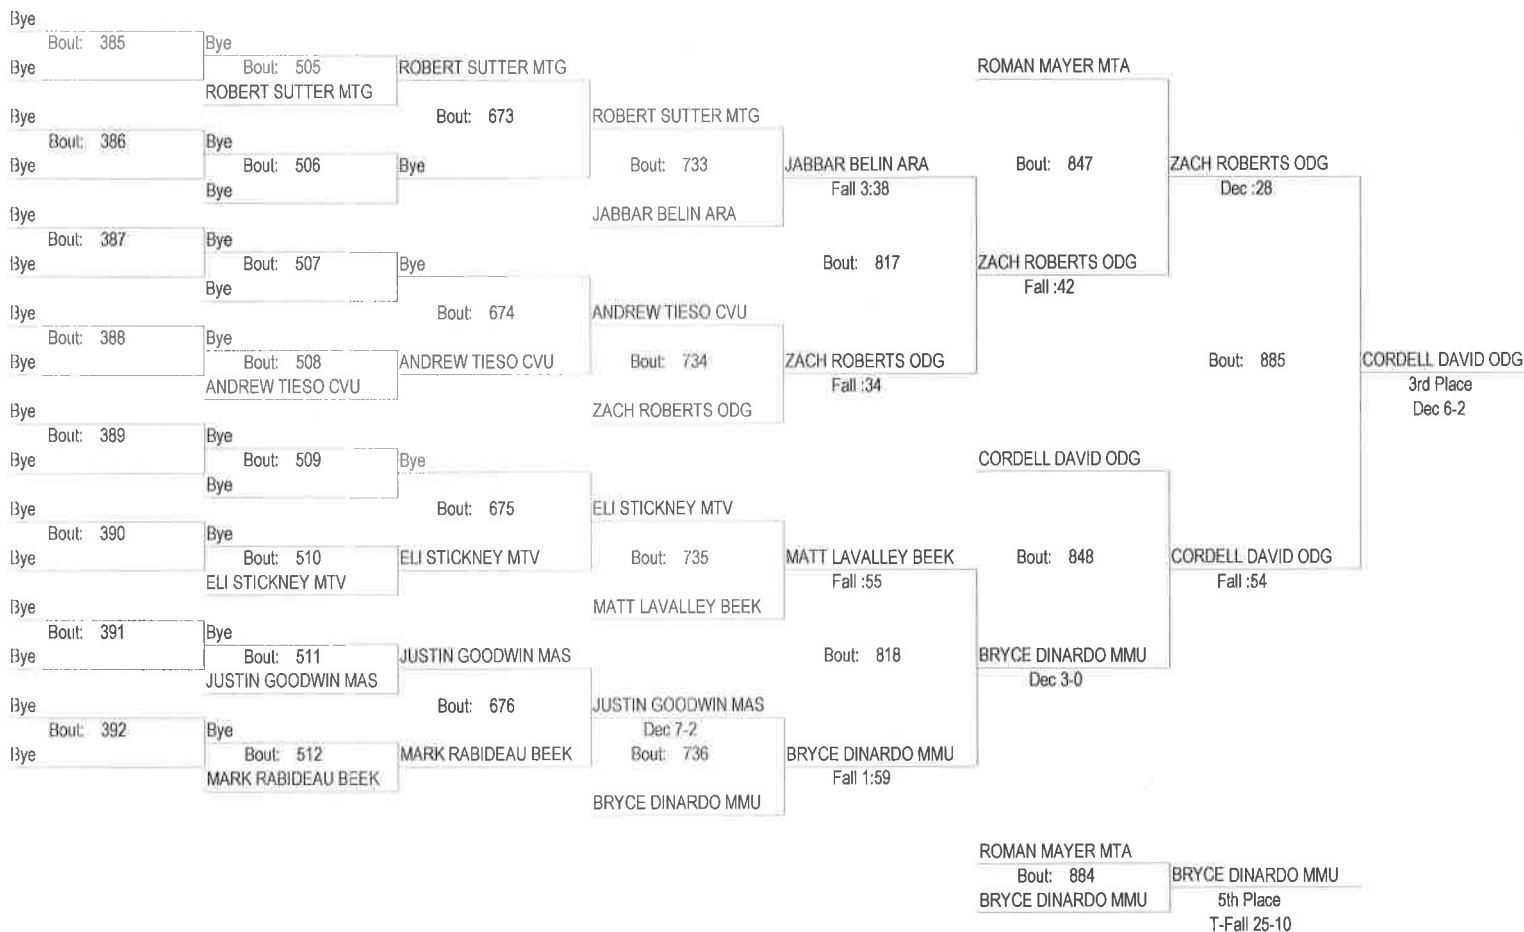 Bye
Bout: 385
Bye
Bye
Bout: 505
ROBERT SUTTER MTG
ROBERT SUTTER MTG
Bye
Bout: 386
Bye
Bye
Bout: 506
Bye
Bye
Bout: 673
ROBERT SUTTER MTG
Bout: 733
JABBAR BELIN ARA
Bye
Bout: 387
Bye
Bye
Bout: 507
Bye
Bye
Bye
Bout: 388
Bye
Bye
Bout: 508
ANDREW TIESO CVU
ANDREW TIESO CVU
Bout: 674
ANDREW TIESO CVU
Bout: 734
ZACH ROBERTS ODG
JABBAR BELIN ARA
Fall 3:38
Bout: 817
ZACH ROBERTS ODG
Fall :34
ROMAN MAYER MTA
Bout: 847
ZACH ROBERTS ODG
Fall :42
ZACH ROBERTS ODG
Dec :28
Bye
Bout: 389
Bye
Bye
Bout: 509
Bye
Bye
Bye
Bout: 390
Bye
Bye
Bout: 510
ELI STICKNEY MTV
ELI STICKNEY MTV
Bout: 675
ELI STICKNEY MTV
Bout: 735
MATT LAVALLEY BEEK
Bye
Bout: 391
Bye
Bye
Bout: 511
JUSTIN GOODWIN MAS
JUSTIN GOODWIN MAS
Bye
Bout: 392
Bye
Bye
Bout: 512
MARK RABIDEAU BEEK
MARK RABIDEAU BEEK
Bout: 676
JUSTIN GOODWIN MAS
Dec 7-2
Bout: 736
BRYCE DINARDO MMU
MATT LAVALLEY BEEK
Fall :55
Bout: 818
BRYCE DINARDO MMU
Fall 1:59
CORDELL DAVID ODG
Bout: 848
BRYCE DINARDO MMU
Dec 3-0
CORDELL DAVID ODG
Fall :54
Bout: 885
CORDELL DAVID ODG
3rd Place
Dec 6-2
ROMAN MAYER MTA
Bout: 884
BRYCE DINARDO MMU
BRYCE DINARDO MMU
5th Place
T-Fall 25-10